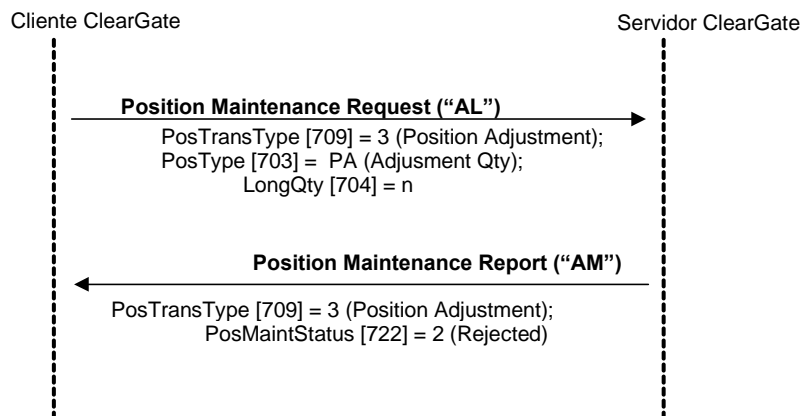 Cliente ClearGate
Servidor ClearGate
Position Maintenance Request (“AL”)
PosTransType [709] = 3 (Position Adjustment);
PosType [703] = PA (Adjusment Qty);
LongQty [704] = n
Position Maintenance Report (“AM”)
PosTransType [709] = 3 (Position Adjustment);
PosMaintStatus [722] = 2 (Rejected)